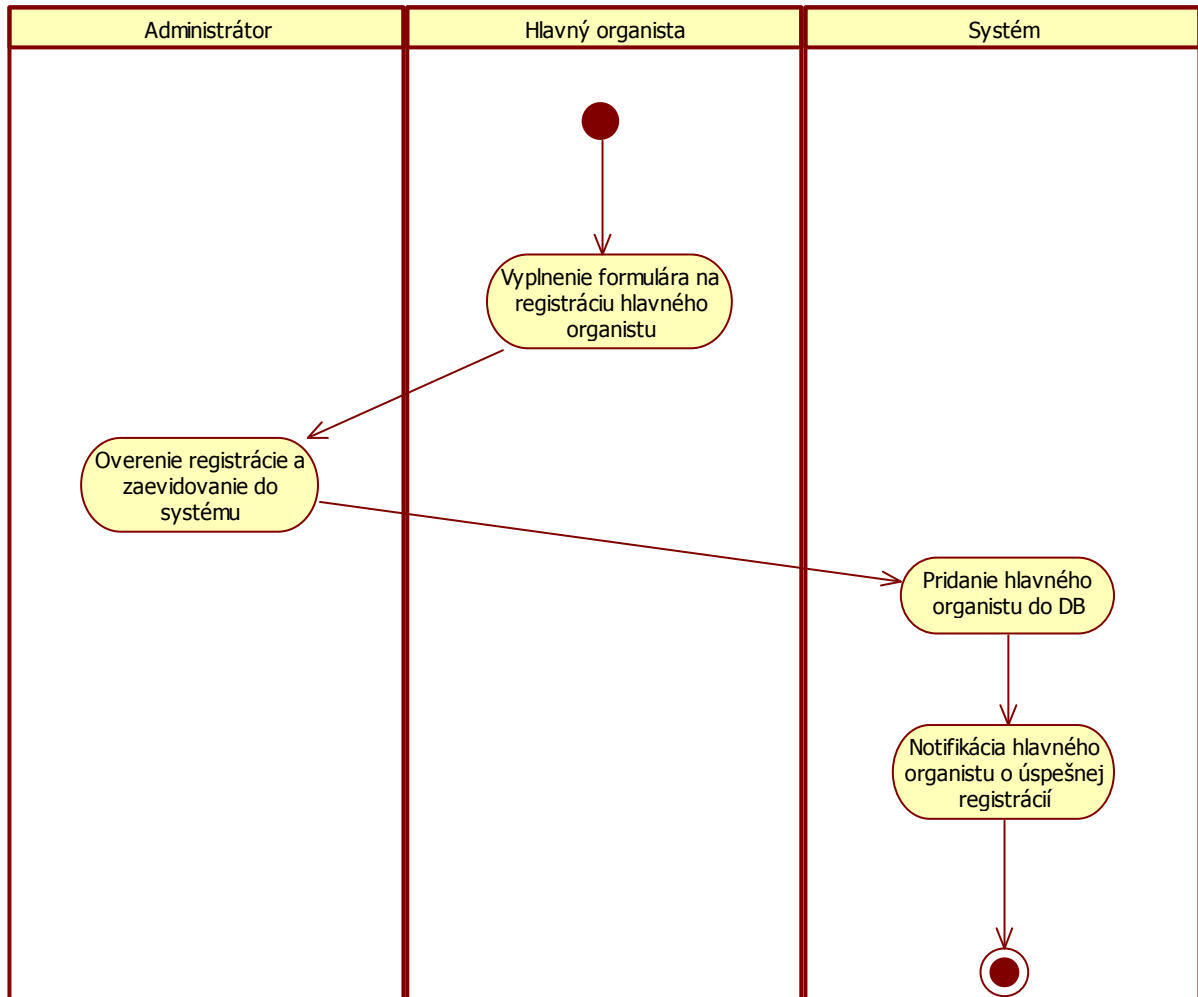 Administrátor
Hlavný organista
Systém
Vyplnenie formulára na
registráciu hlavného
organistu
Overenie registrácie a
zaevidovanie do
systému
Pridanie hlavného
organistu do DB
Notifikácia hlavného
organistu o úspešnej
registrácií